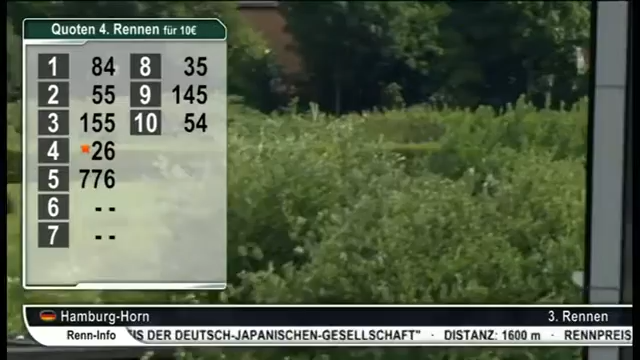 Quoten 4. Rennen für 10€
1 84 8 35
2 55 9 145
3 155 10 54
4 26
5 776
6 --
7 --
Hamburg-Horn 3. Rennen
Renn-Info IS DER DEUTSCH-JAPANISCHEN-GESELLSCHAFT" · DISTANZ: 1600 m · RENNPREIS